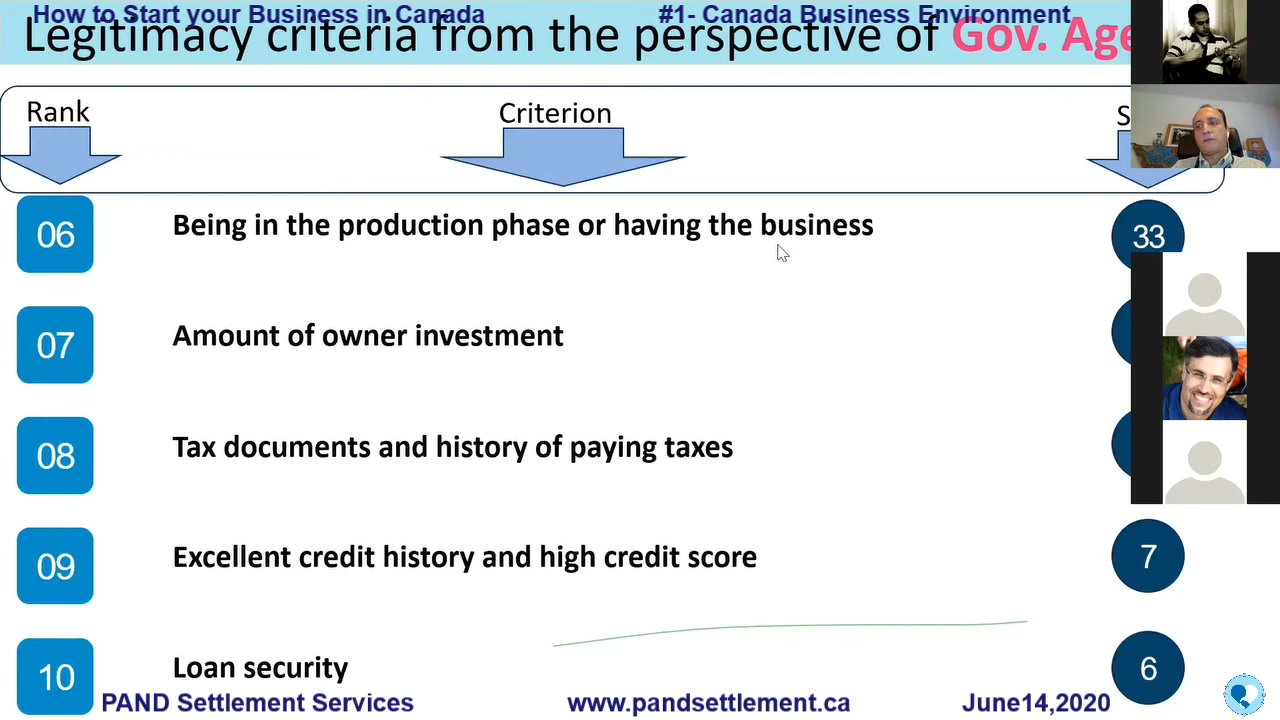 How to Start your Business in Canada #1- Canada Business Environment
Legitimacy criteria from the perspective of Gov.
Rank Criterion
06 Being in the production phase or having the business 33
07 Amount of owner investment
08 Tax documents and history of paying taxes
09 Excellent credit history and high credit score 7
10 Loan security 6
PAND Settlement Services www.pandsettlement.ca June14,2020